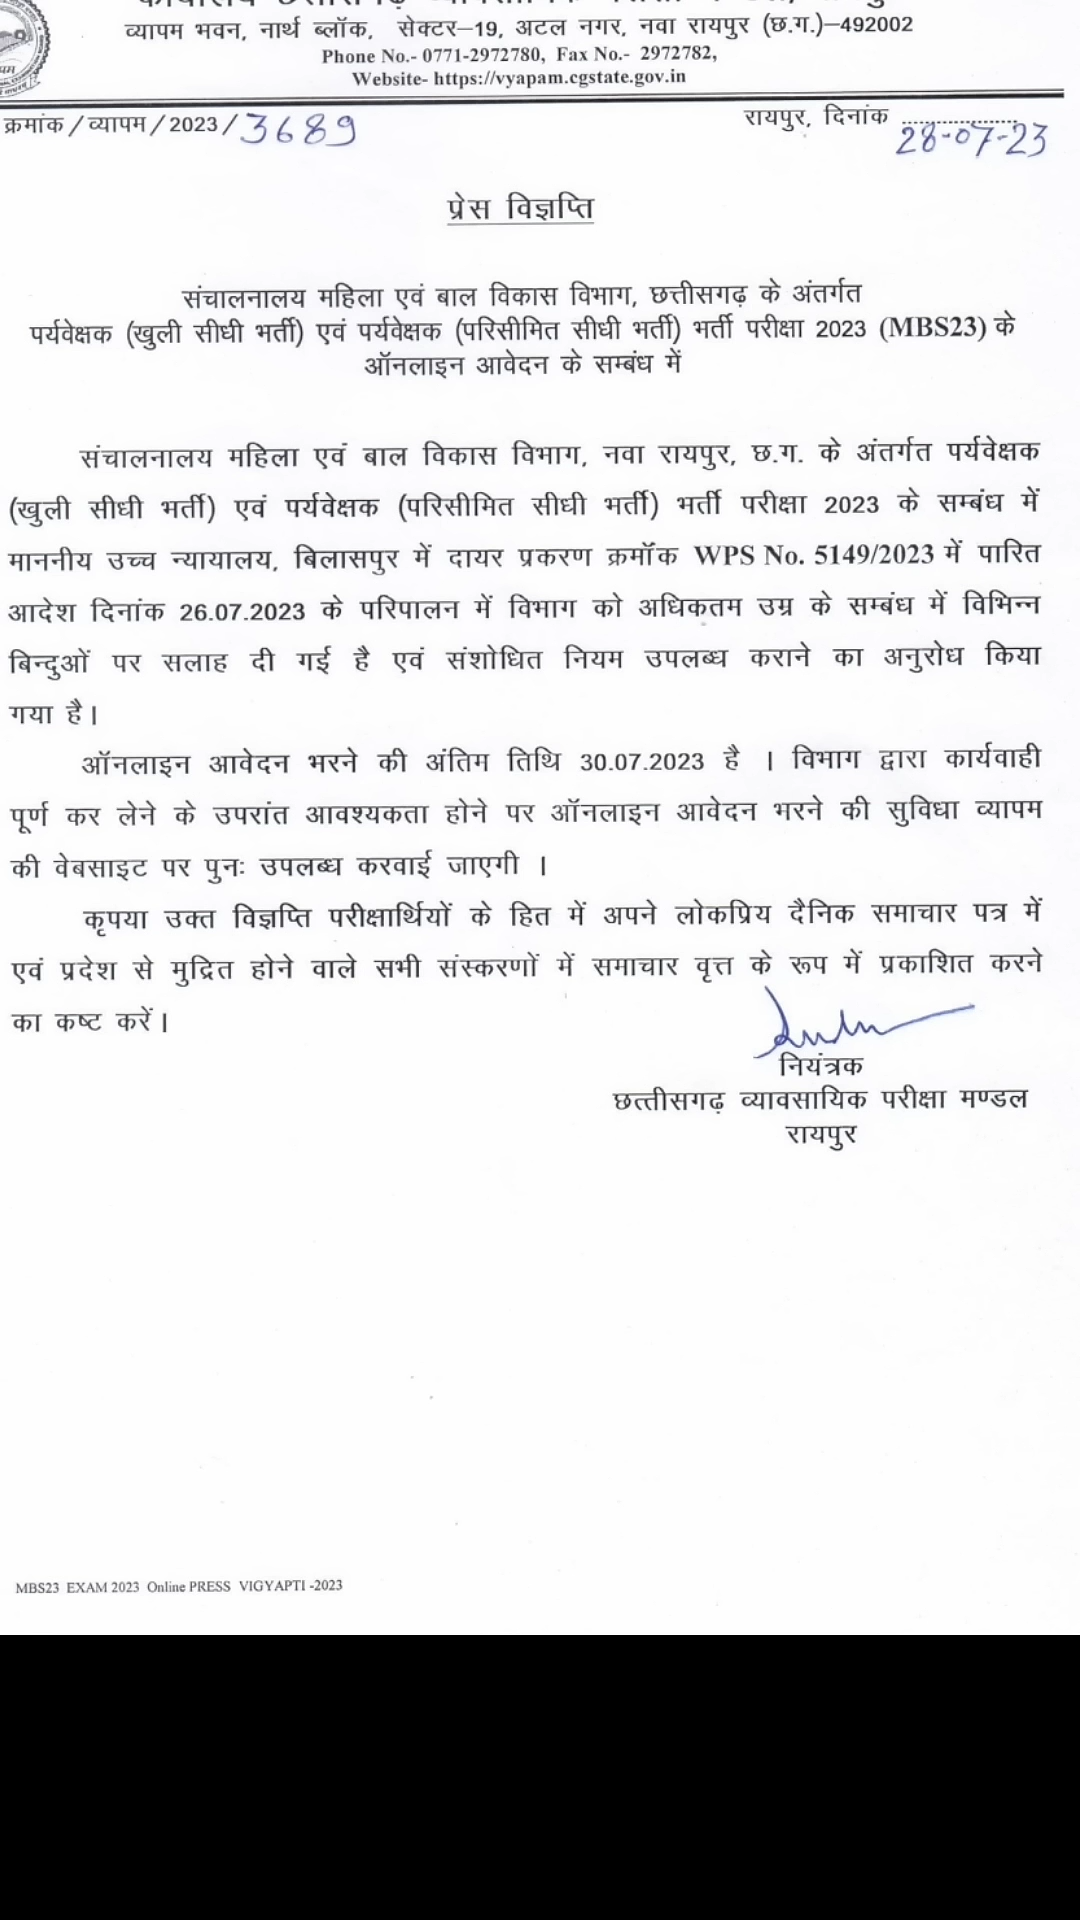 व्यापम भवन, नार्थ ब्लॉक, सेक्टर–19, अटल नगर, नवा रायपुर (छ.ग.)–492002
Phone No.- 0771-2972780, Fax No.- 2972782,
Website- https://vyapam.cgstate.gov.in
क्रमांक / व्यापम / 2023 / 3689
रायपुर, दिनांक ....................
28-07-23
प्रेस विज्ञप्ति
संचालनालय महिला एवं बाल विकास विभाग, छत्तीसगढ़ के अंतर्गत
पर्यवेक्षक (खुली सीधी भर्ती) एवं पर्यवेक्षक (परिसीमित सीधी भर्ती) भर्ती परीक्षा 2023 (MBS23) के
ऑनलाइन आवेदन के सम्बंध में
संचालनालय महिला एवं बाल विकास विभाग, नवा रायपुर, छ.ग. के अंतर्गत पर्यवेक्षक
(खुली सीधी भर्ती) एवं पर्यवेक्षक (परिसीमित सीधी भर्ती) भर्ती परीक्षा 2023 के सम्बंध में
माननीय उच्च न्यायालय, बिलासपुर में दायर प्रकरण क्रमॉक WPS No. 5149/2023 में पारित
आदेश दिनांक 26.07.2023 के परिपालन में विभाग को अधिकतम उम्र के सम्बंध में विभिन्न
बिन्दुओं पर सलाह दी गई है एवं संशोधित नियम उपलब्ध कराने का अनुरोध किया
गया है।
ऑनलाइन आवेदन भरने की अंतिम तिथि 30.07.2023 है । विभाग द्वारा कार्यवाही
पूर्ण कर लेने के उपरांत आवश्यकता होने पर ऑनलाइन आवेदन भरने की सुविधा व्यापम
की वेबसाइट पर पुनः उपलब्ध करवाई जाएगी ।
कृपया उक्त विज्ञप्ति परीक्षार्थियों के हित में अपने लोकप्रिय दैनिक समाचार पत्र में
एवं प्रदेश से मुद्रित होने वाले सभी संस्करणों में समाचार वृत्त के रूप में प्रकाशित करने
का कष्ट करें।
नियंत्रक
छत्तीसगढ़ व्यावसायिक परीक्षा मण्डल
रायपुर
MBS23 EXAM 2023 Online PRESS VIGYAPTI -2023